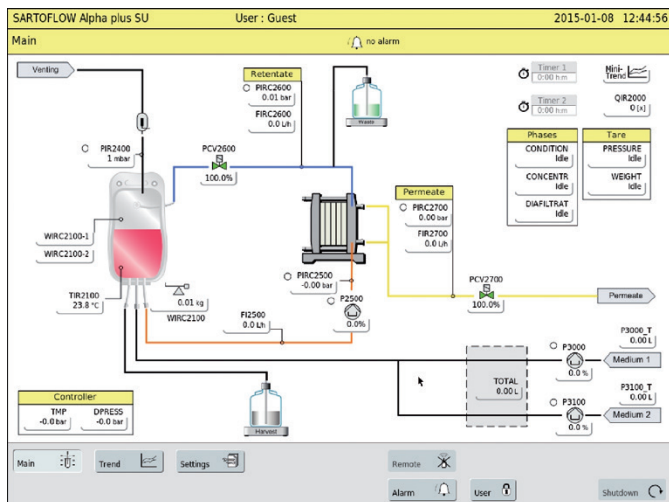 SARTOFLOW Alpha plus SU User : Guest 2015-01-08 12:44:56
Main no alarm
Venting
Retentate
PIRC2600
0.01 bar
FIRC2600
0.0 L/h
Waste
Timer 1
0:00 h:m
Mini-
Trend
Timer 2
0:00 h:m
QIR2000
0 [x]
PIR2400
1 mbar
PCV2600
100.0%
Phases
CONDITION
Idle
CONCENTR
Idle
DIAFILTRAT
Idle
Tare
PRESSURE
Idle
WEIGHT
Idle
Permeate
PIRC2700
0.00 bar
FIR2700
0.0 L/h
WIRC2100-1
WIRC2100-2
TIR2100
23.8 °C
0.01 kg
WIRC2100
PIRC2500
-0.00 bar
P2500
0.0%
FI2500
0.0 L/h
PCV2700
100.0%
Permeate
P3000
0.0 %
P3000_T
0.00 L
Medium 1
TOTAL
0.00 L
P3100
0.0 %
P3100_T
0.00 L
Medium 2
Controller
TMP
-0.0 bar
DPRESS
-0.0 bar
Harvest
Main Trend Settings Remote
Alarm User Shutdown